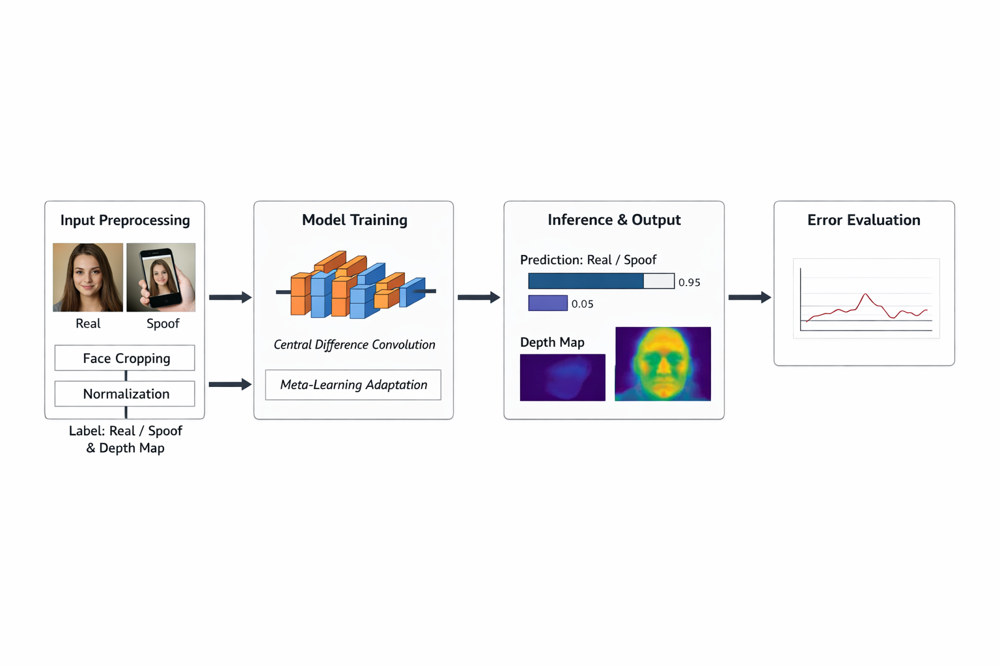 Input Preprocessing
Real
Spoof
Face Cropping
Normalization
Label: Real / Spoof
& Depth Map
Model Training
Central Difference Convolution
Meta-Learning Adaptation
Inference & Output
Prediction: Real / Spoof
0.95
0.05
Depth Map
Error Evaluation